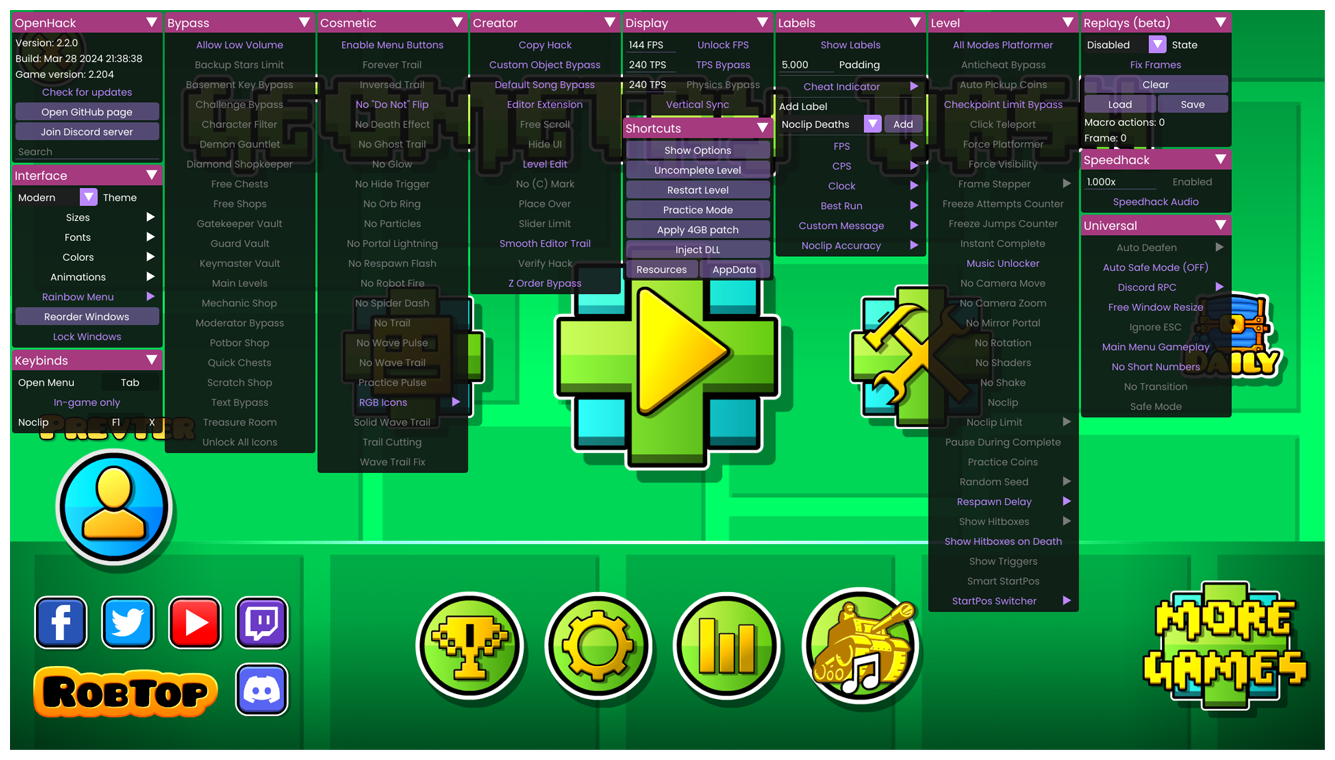 OpenHack
Version: 2.2.0
Build: Mar 28 2024 21:38:38
Game version: 2.204
Check for updates
Open GitHub page
Join Discord server
Search
Interface
Modern Theme
Sizes
Fonts
Colors
Animations
Rainbow Menu
Reorder Windows
Lock Windows
Keybinds
Open Menu Tab
In-game only
Noclip F1 X
Bypass
Allow Low Volume
Backup Stars Limit
Basement Key Bypass
Challenge Bypass
Character Filter
Demon Gauntlet
Diamond Shopkeeper
Free Chests
Free Shops
Gatekeeper Vault
Guard Vault
Keymaster Vault
Main Levels
Mechanic Shop
Moderator Bypass
Potbor Shop
Quick Chests
Scratch Shop
Text Bypass
Treasure Room
Unlock All Icons
Cosmetic
Enable Menu Buttons
Forever Trail
Inversed Trail
No "Do Not" Flip
No Death Effect
No Ghost Trail
No Glow
No Hide Trigger
No Orb Ring
No Particles
No Portal Lightning
No Respawn Flash
No Robot Fire
No Spider Dash
No Trail
No Wave Pulse
No Wave Trail
Practice Pulse
RGB Icons
Solid Wave Trail
Trail Cutting
Wave Trail Fix
Creator
Copy Hack
Custom Object Bypass
Default Song Bypass
Editor Extension
Free Scroll
Hide UI
Level Edit
No (C) Mark
Place Over
Slider Limit
Smooth Editor Trail
Verify Hack
Z Order Bypass
Display
144 FPS Unlock FPS
240 TPS TPS Bypass
240 TPS Physics Bypass
Vertical Sync
Shortcuts
Show Options
Uncomplete Level
Restart Level
Practice Mode
Apply 4GB patch
Inject DLL
Resources AppData
Labels
Show Labels
5.000 Padding
Cheat Indicator
Add Label
Noclip Deaths Add
FPS
CPS
Clock
Best Run
Custom Message
Noclip Accuracy
Level
All Modes Platformer
Anticheat Bypass
Auto Pickup Coins
Checkpoint Limit Bypass
Click Teleport
Force Platformer
Force Visibility
Frame Stepper
Freeze Attempts Counter
Freeze Jumps Counter
Instant Complete
Music Unlocker
No Camera Move
No Camera Zoom
No Mirror Portal
No Rotation
No Shaders
No Shake
Noclip
Noclip Limit
Pause During Complete
Practice Coins
Random Seed
Respawn Delay
Show Hitboxes
Show Hitboxes on Death
Show Triggers
Smart StartPos
StartPos Switcher
Replays (beta)
Disabled State
Fix Frames
Clear
Load Save
Macro actions: 0
Frame: 0
Speedhack
1.000x Enabled
Speedhack Audio
Universal
Auto Deafen
Auto Safe Mode (OFF)
Discord RPC
Free Window Resize
Ignore ESC
Main Menu Gameplay
No Short Numbers
No Transition
Safe Mode
DAILY
Prevter
RobTop
MORE
GAMES